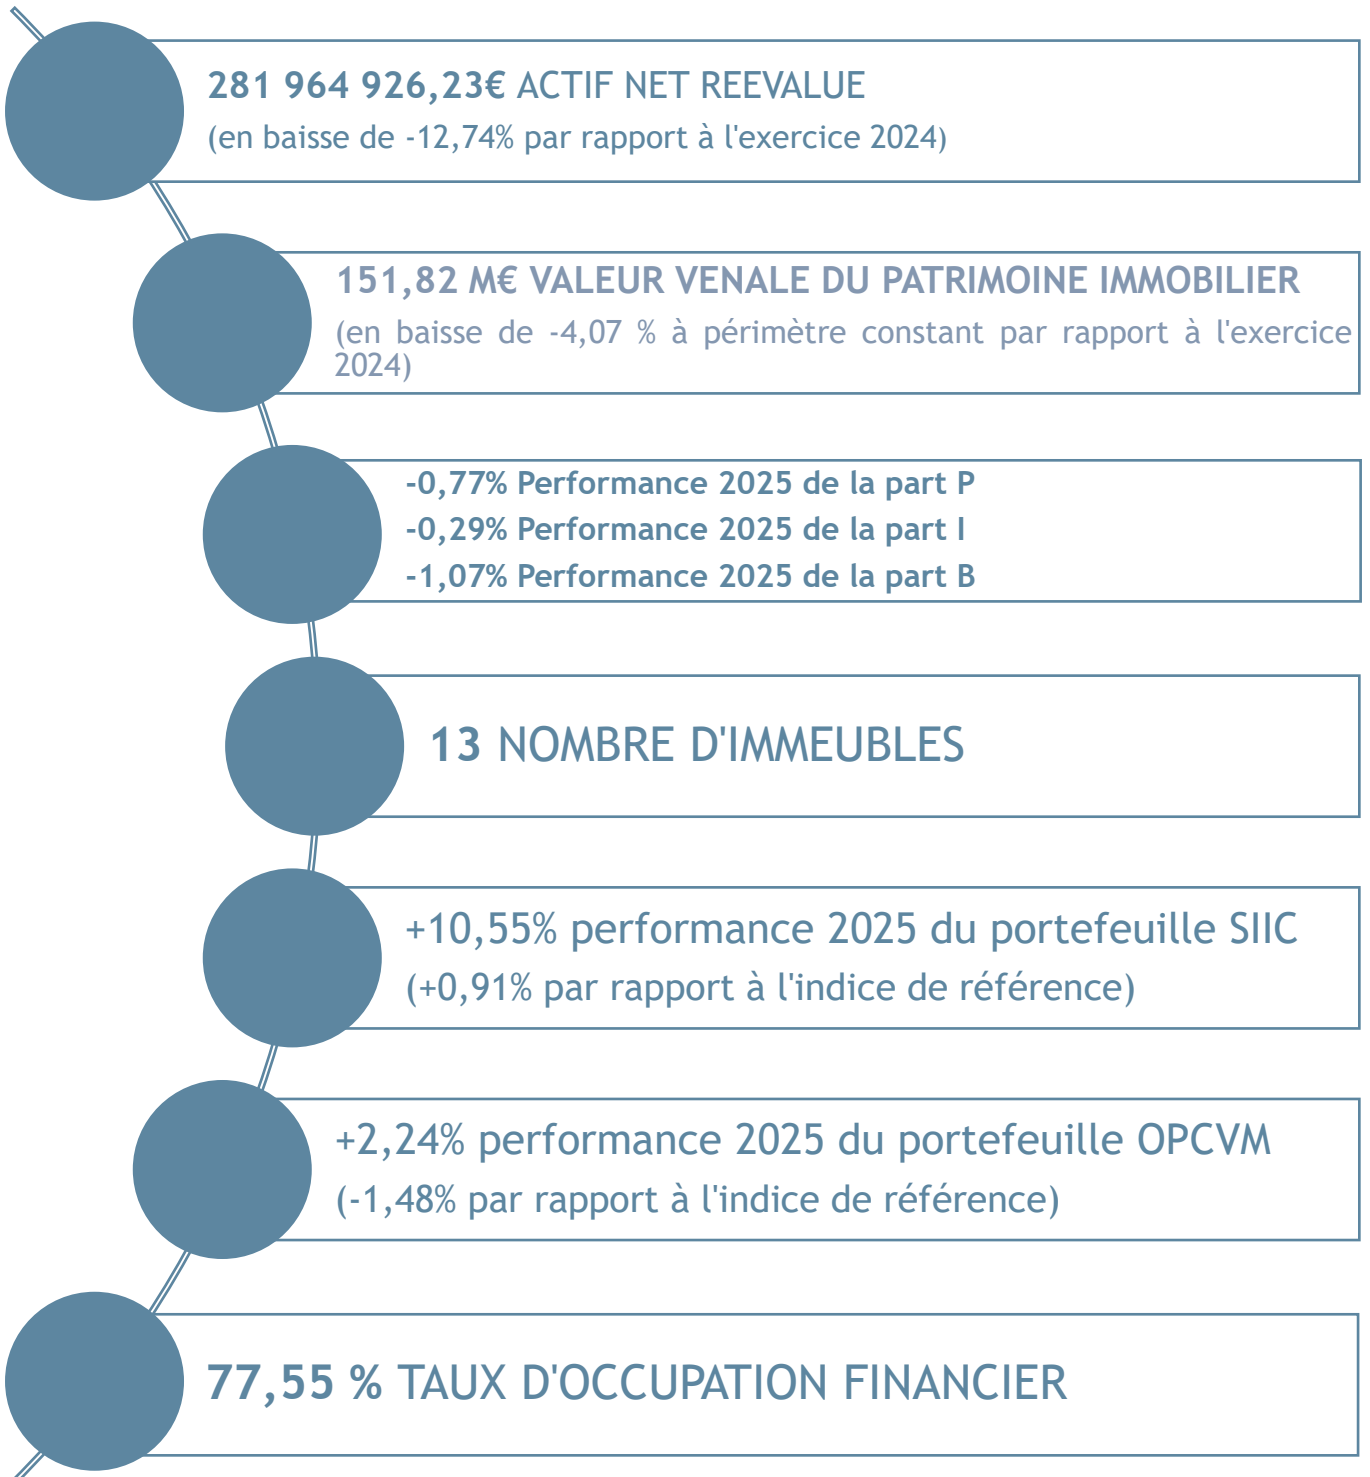 281 964 926,23€ ACTIF NET REEVALUE
(en baisse de -12,74% par rapport à l'exercice 2024)
151,82 M€ VALEUR VENALE DU PATRIMOINE IMMOBILIER
(en baisse de -4,07 % à périmètre constant par rapport à l'exercice
2024)
-0,77% Performance 2025 de la part P
-0,29% Performance 2025 de la part I
-1,07% Performance 2025 de la part B
13 NOMBRE D'IMMEUBLES
+10,55% performance 2025 du portefeuille SIIC
(+0,91% par rapport à l'indice de référence)
+2,24% performance 2025 du portefeuille OPCVM
(-1,48% par rapport à l'indice de référence)
77,55 % TAUX D'OCCUPATION FINANCIER